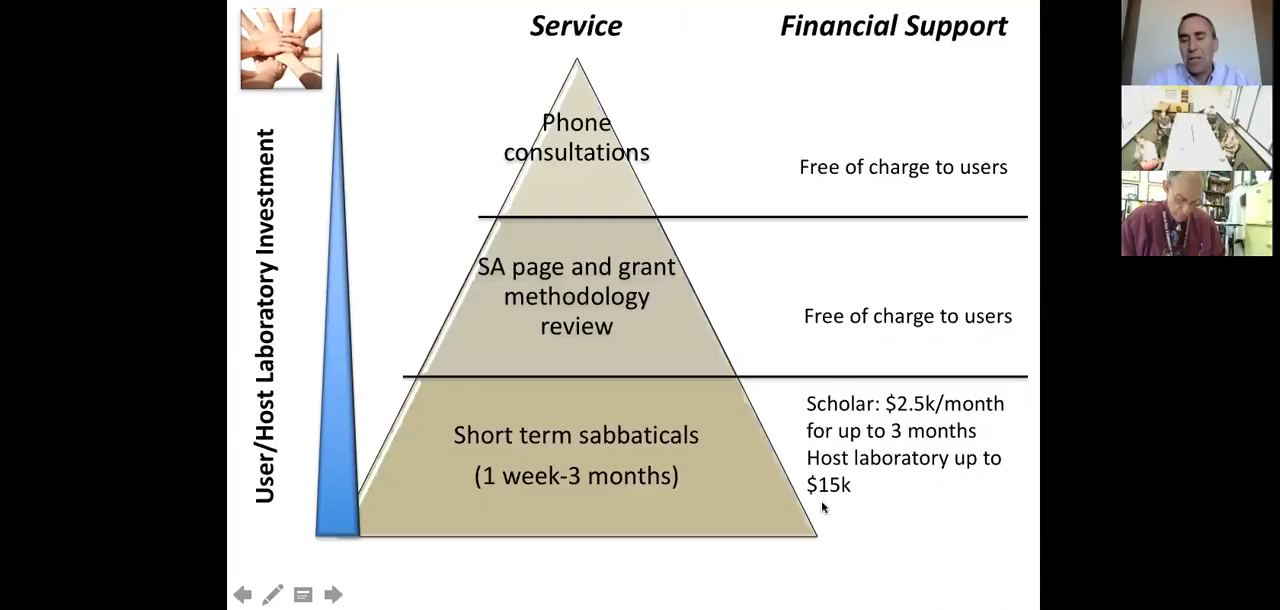 Service
Financial Support
User/Host Laboratory Investment
Phone
consultations
Free of charge to users
SA page and grant
methodology
review
Free of charge to users
Short term sabbaticals
(1 week-3 months)
Scholar: $2.5k/month
for up to 3 months
Host laboratory up to
$15k